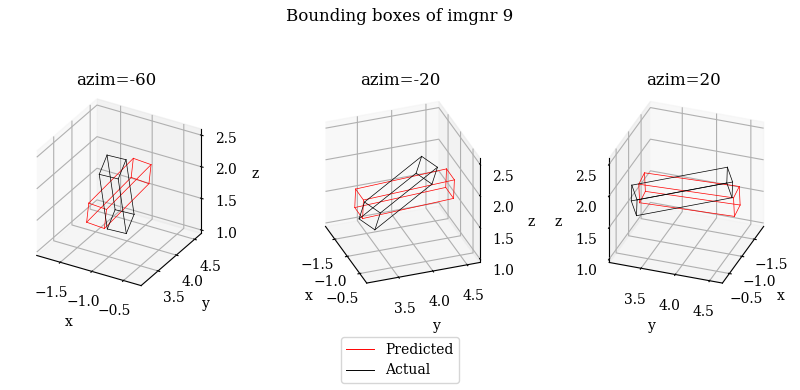 Bounding boxes of imgnr 9
azim=-60
azim=-20
azim=20
2.5
2.0
1.5
1.0
z
−1.5
−1.0
−0.5
x
3.5
4.0
4.5
y
2.5
2.0
1.5
1.0
z
−1.5
−1.0
−0.5
x
3.5
4.0
4.5
y
2.5
2.0
1.5
1.0
z
3.5
4.0
4.5
y
−1.5
−1.0
−0.5
x
Predicted
Actual